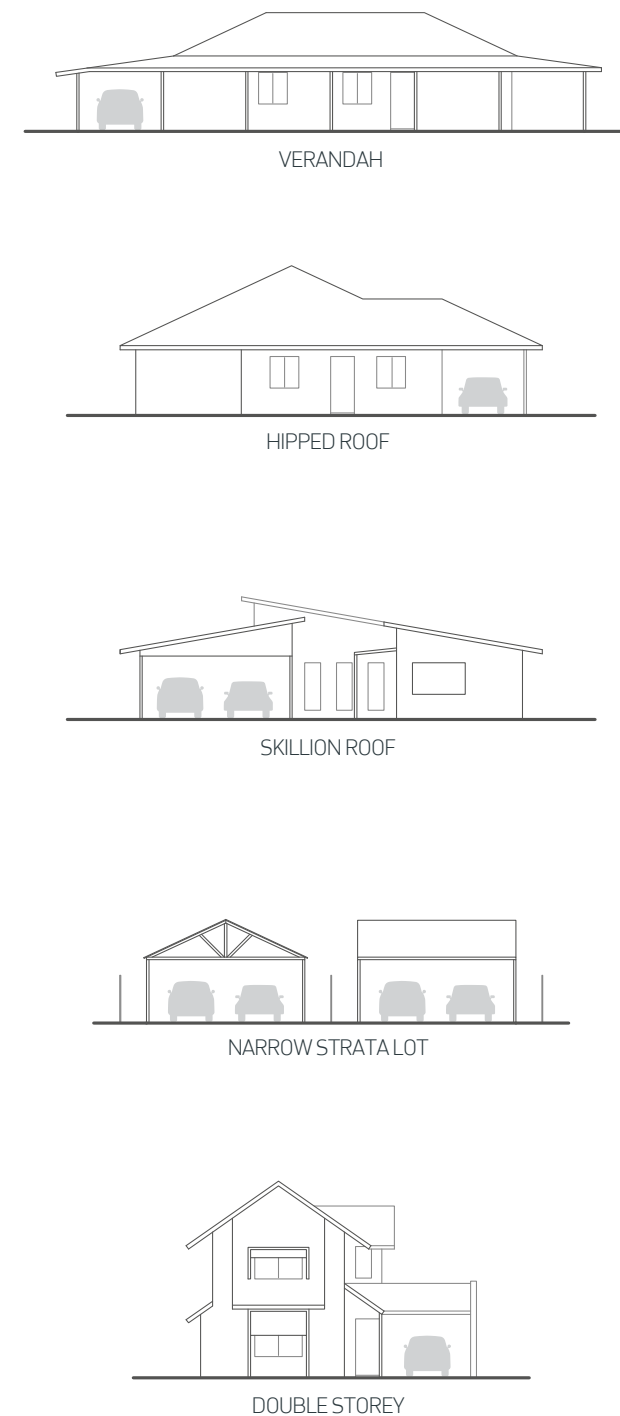 VERANDAH
HIPPED ROOF
SKILLION ROOF
NARROW STRATA LOT
DOUBLE STOREY